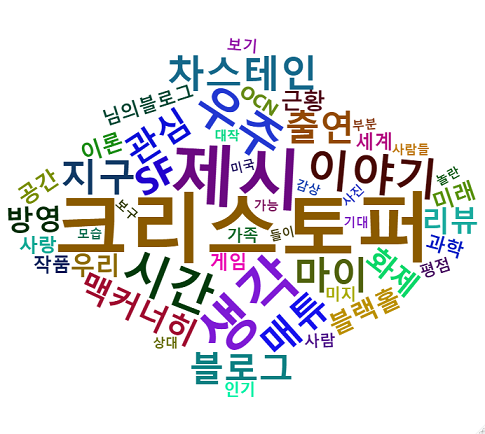 보기
차스테인
OCN
근황
님의블로그
우주
출연
부분
대작
관심
이론
세계
사람들
지구
SF
제시
미국
이야기
놀란
공간
감상
사진
미래
가능
방영
보구
크리스토퍼
기대
리뷰
사랑
모습
가족
들이
과학
작품
우리
시간
게임
마이
화제
평점
맥커너히
생각
매튜
미지
블랙홀
상대
사람
블로그
인기